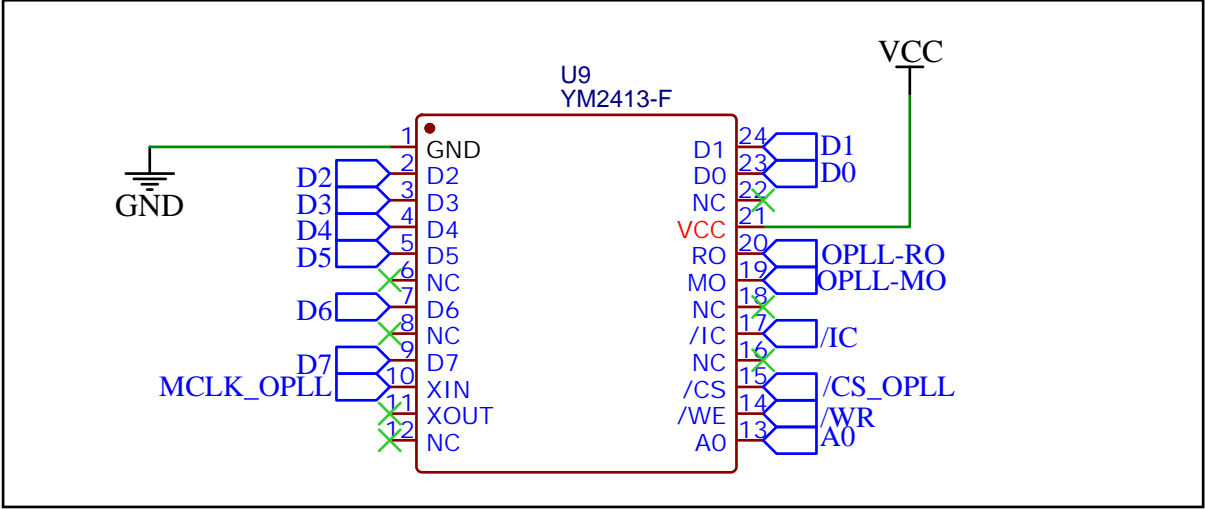 VCC
U9
YM2413-F
GND
1 GND
D2 2 D2
D3 3 D3
D4 4 D4
D5 5 D5
6 NC
D6 7 D6
8 NC
D7 9 D7
MCLK_OPLL 10 XIN
11 XOUT
12 NC
D1 24 D1
D0 23 D0
NC 22
VCC 21
RO 20 OPLL-RO
MO 19 OPLL-MO
NC 18
/IC 17 /IC
NC 16
/CS 15 /CS_OPLL
/WE 14 /WR
A0 13 A0